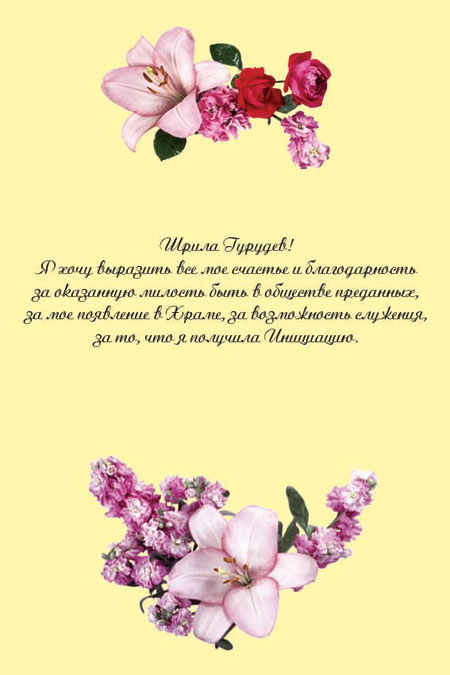 Шрила Гурудев!
Я хочу выразить все мое счастье и благодарность
за оказанную милость быть в обществе преданных,
за мое появление в Храме, за возможность служения,
за то, что я получила Инициацию.